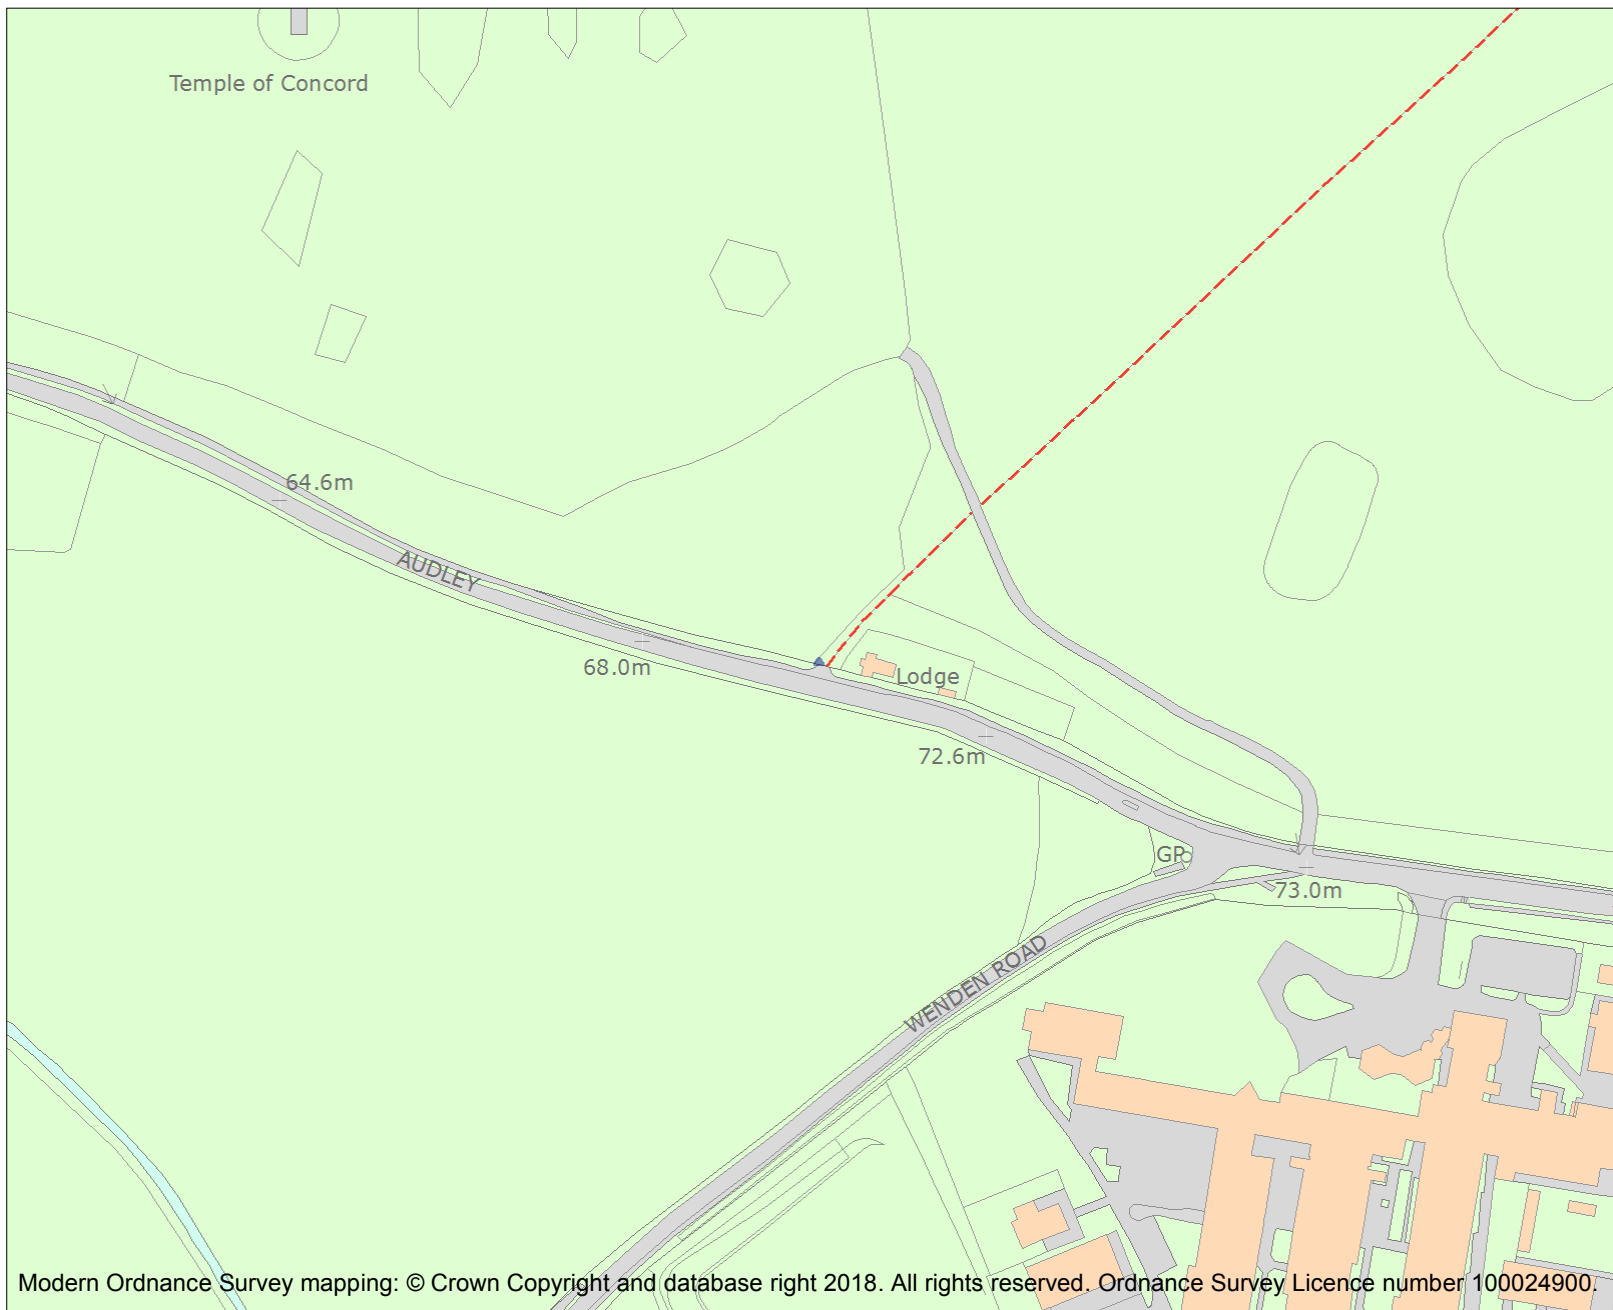 Temple of Concord
64.6m
AUDLEY
68.0m
Lodge
72.6m
GP
73.0m
WENDEN ROAD
Modern Ordnance Survey mapping: © Crown Copyright and database right 2018. All rights reserved. Ordnance Survey Licence number 100024900.